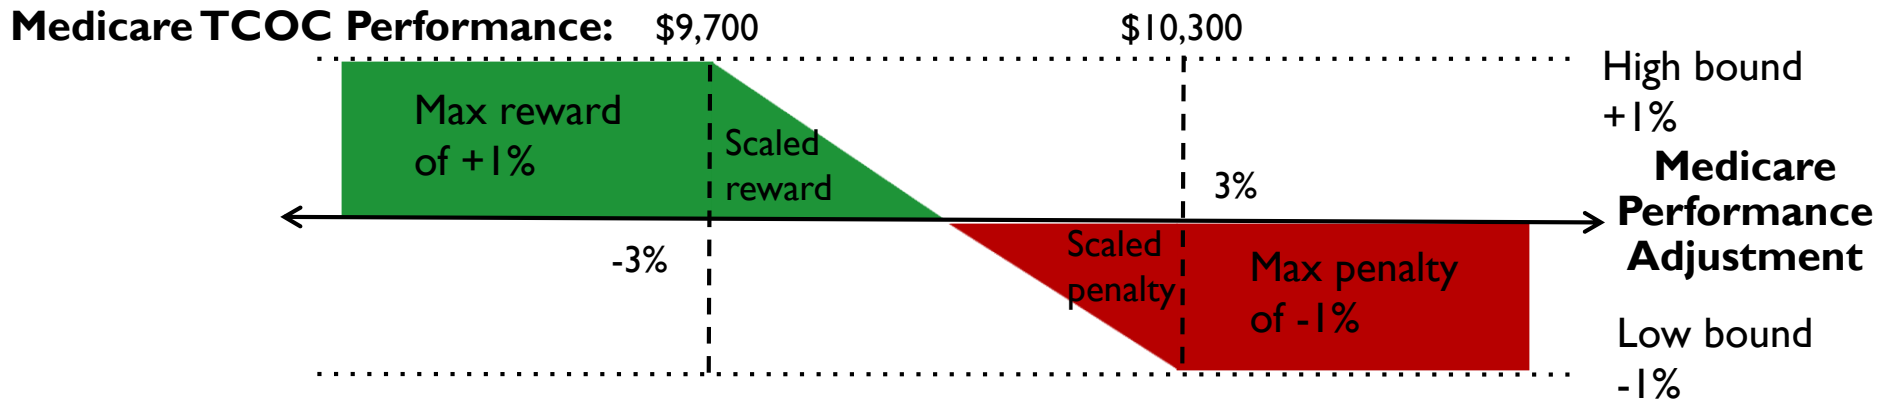 Medicare TCOC Performance:
$9,700
$10,300
High bound
+1%
Max reward
of +1%
Scaled
reward
3%
Medicare
Performance
Adjustment
-3%
Scaled
penalty
Max penalty
of -1%
Low bound
-1%